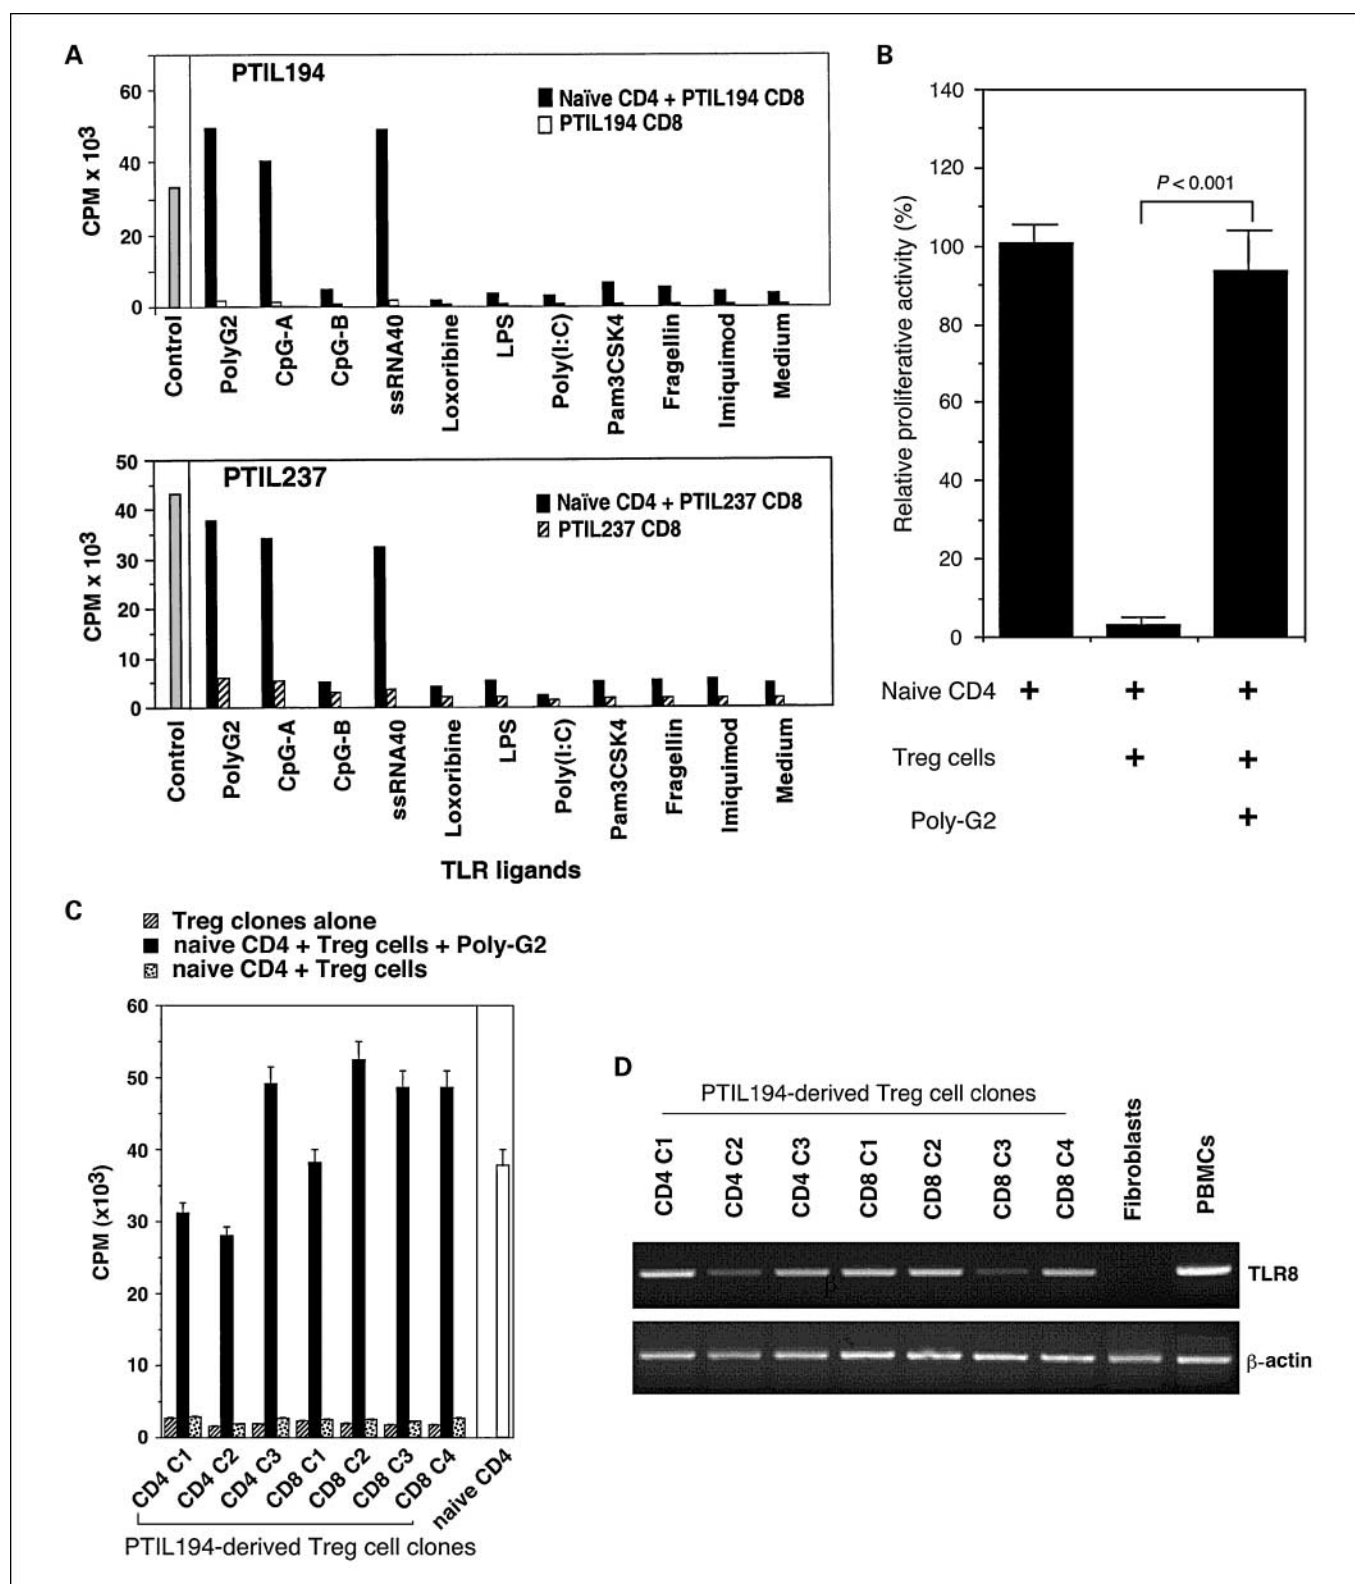 A
PTIL194
Naïve CD4 + PTIL194 CD8
PTIL194 CD8
CPM x 10³
60
40
20
0
Control
PolyG2
CpG-A
CpG-B
ssRNA40
Loxoribine
LPS
Poly(I:C)
Pam3CSK4
Fragellin
Imiquimod
Medium
PTIL237
Naïve CD4 + PTIL237 CD8
PTIL237 CD8
CPM x 10³
50
40
30
20
10
0
Control
PolyG2
CpG-A
CpG-B
ssRNA40
Loxoribine
LPS
Poly(I:C)
Pam3CSK4
Fragellin
Imiquimod
Medium
TLR ligands
B
Relative proliferative activity (%)
140
120
100
80
60
40
20
0
P < 0.001
Naive CD4 + + +
Treg cells + +
Poly-G2 +
C
Treg clones alone
naive CD4 + Treg cells + Poly-G2
naive CD4 + Treg cells
CPM (x10³)
60
50
40
30
20
10
0
CD4 C1
CD4 C2
CD4 C3
CD8 C1
CD8 C2
CD8 C3
CD8 C4
naive CD4
PTIL194-derived Treg cell clones
D
PTIL194-derived Treg cell clones
CD4 C1
CD4 C2
CD4 C3
CD8 C1
CD8 C2
CD8 C3
CD8 C4
Fibroblasts
PBMCs
TLR8
β
β-actin